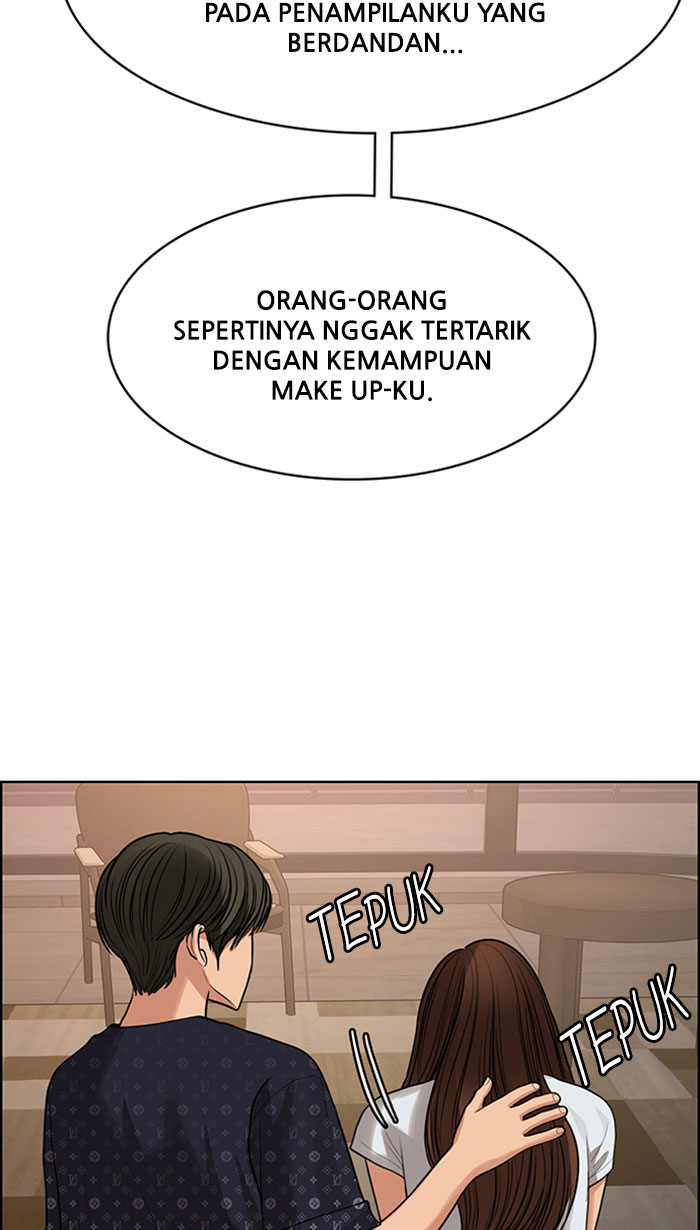 PADA PENAMPILANKU YANG
BERDANDAN...
ORANG-ORANG
SEPERTINYA NGGAK TERTARIK
DENGAN KEMAMPUAN
MAKE UP-KU.
TEPUK
TEPUK